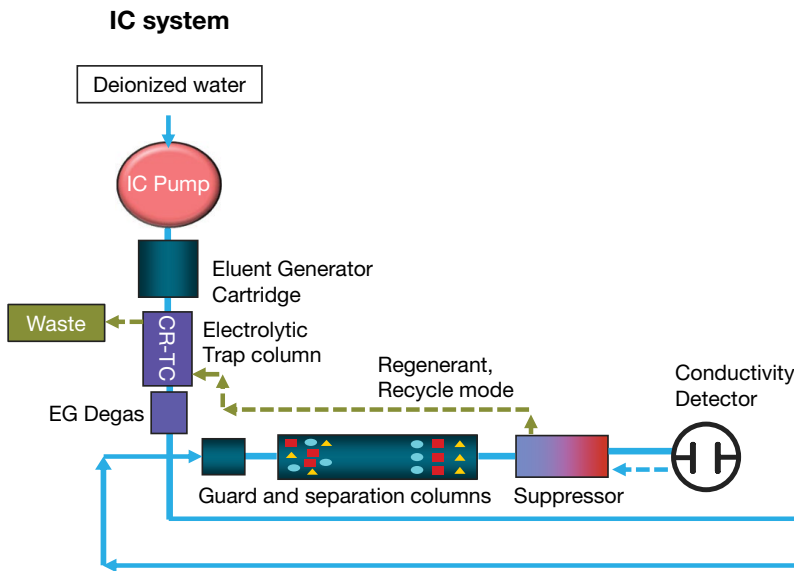 IC system
Deionized water
IC Pump
Eluent Generator
Cartridge
Waste
CR-TC
Electrolytic
Trap column
EG Degas
Regenerant,
Recycle mode
Conductivity
Detector
Guard and separation columns
Suppressor